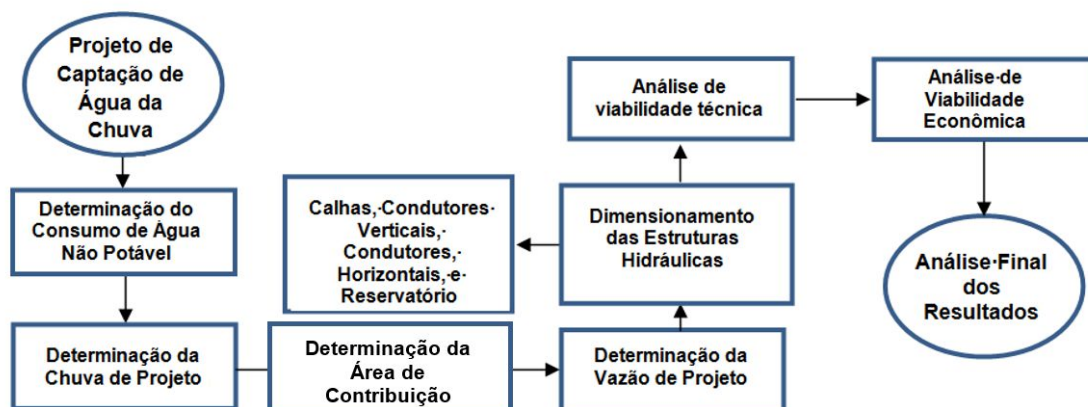 Projeto de
Captação de
Água da
Chuva
Determinação do
Consumo de Água
Não Potável
Determinação da
Chuva de Projeto
Determinação da
Área de
Contribuição
Determinação da
Vazão de Projeto
Dimensionamento
das Estruturas
Hidráulicas
Calhas,·Condutores·
Verticais,·
Condutores,·
Horizontais,·e·
Reservatório
Análise de
viabilidade técnica
Análise·de
Viabilidade
Econômica
Análise·Final
dos
Resultados